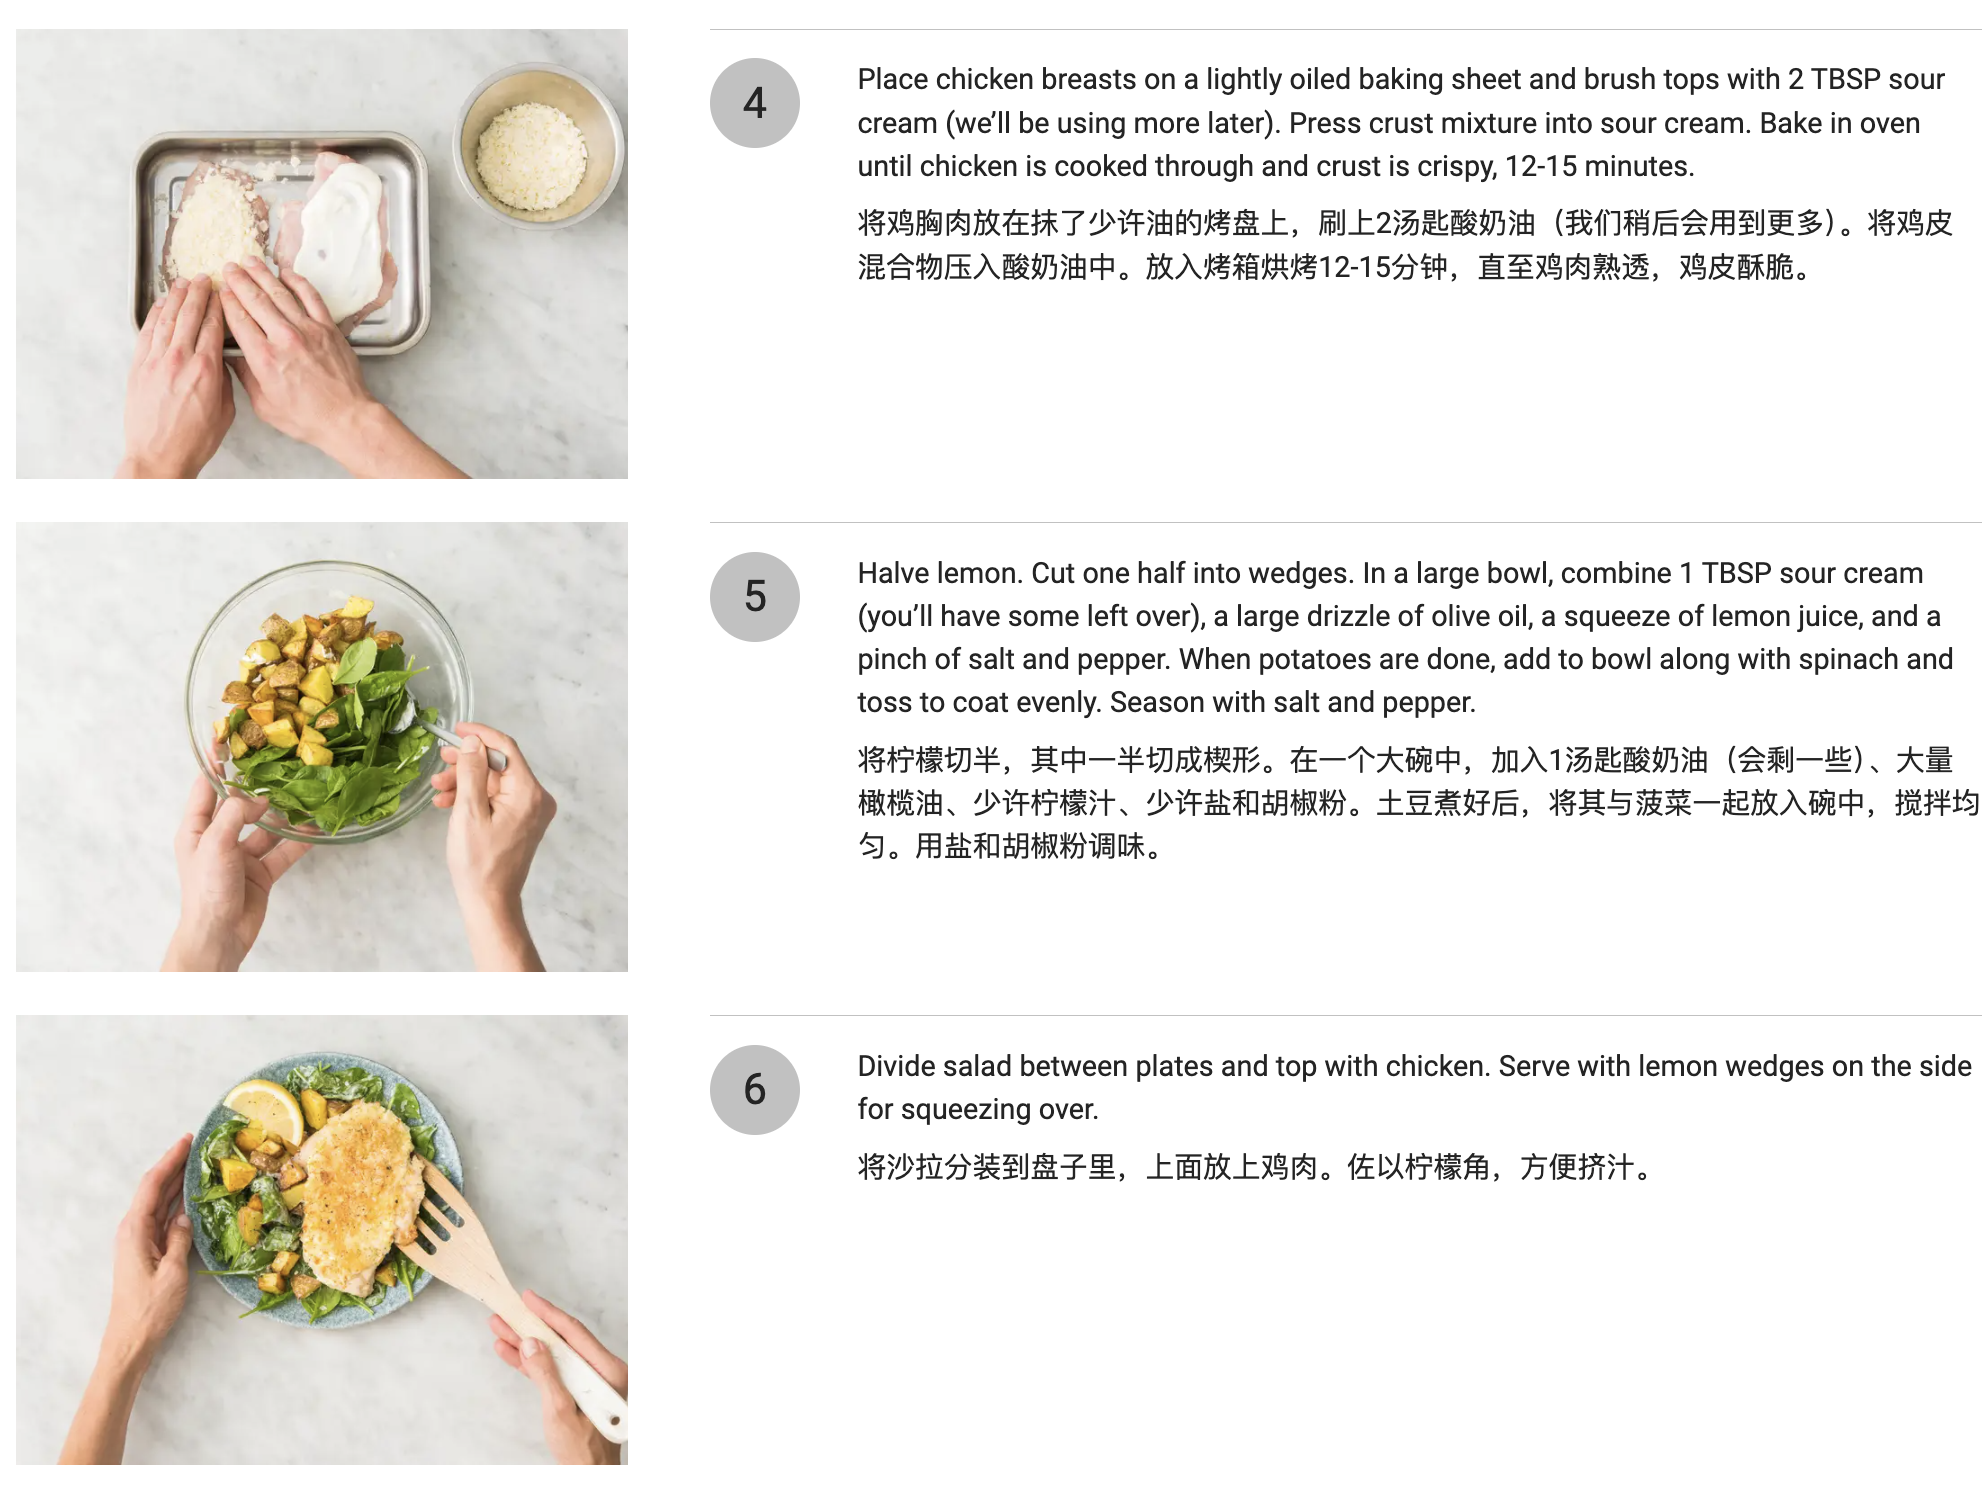 4
Place chicken breasts on a lightly oiled baking sheet and brush tops with 2 TBSP sour
cream (we’ll be using more later). Press crust mixture into sour cream. Bake in oven
until chicken is cooked through and crust is crispy, 12-15 minutes.
将鸡胸肉放在抹了少许油的烤盘上，刷上2汤匙酸奶油（我们稍后会用到更多）。将鸡皮
混合物压入酸奶油中。放入烤箱烘烤12-15分钟，直至鸡肉熟透，鸡皮酥脆。
5
Halve lemon. Cut one half into wedges. In a large bowl, combine 1 TBSP sour cream
(you’ll have some left over), a large drizzle of olive oil, a squeeze of lemon juice, and a
pinch of salt and pepper. When potatoes are done, add to bowl along with spinach and
toss to coat evenly. Season with salt and pepper.
将柠檬切半，其中一半切成楔形。在一个大碗中，加入1汤匙酸奶油（会剩一些）、大量
橄榄油、少许柠檬汁、少许盐和胡椒粉。土豆煮好后，将其与菠菜一起放入碗中，搅拌均
匀。用盐和胡椒粉调味。
6
Divide salad between plates and top with chicken. Serve with lemon wedges on the side
for squeezing over.
将沙拉分装到盘子里，上面放上鸡肉。佐以柠檬角，方便挤汁。